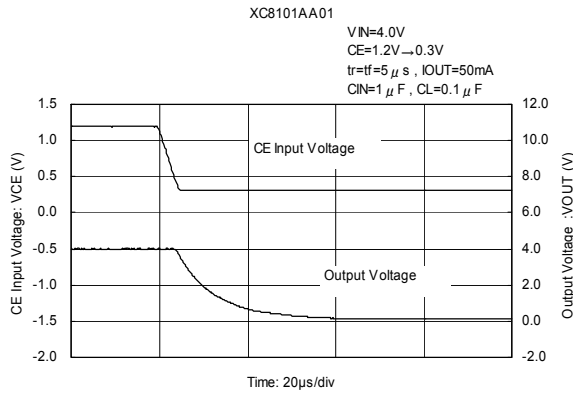 XC8101AA01
VIN=4.0V
CE=1.2V→0.3V
tr=tf=5μs , IOUT=50mA
CIN=1μF , CL=0.1μF
1.5
1.0
0.5
0.0
-0.5
-1.0
-1.5
-2.0
CE Input Voltage: VCE (V)
CE Input Voltage
Output Voltage
12.0
10.0
8.0
6.0
4.0
2.0
0.0
-2.0
Output Voltage :VOUT (V)
Time: 20μs/div